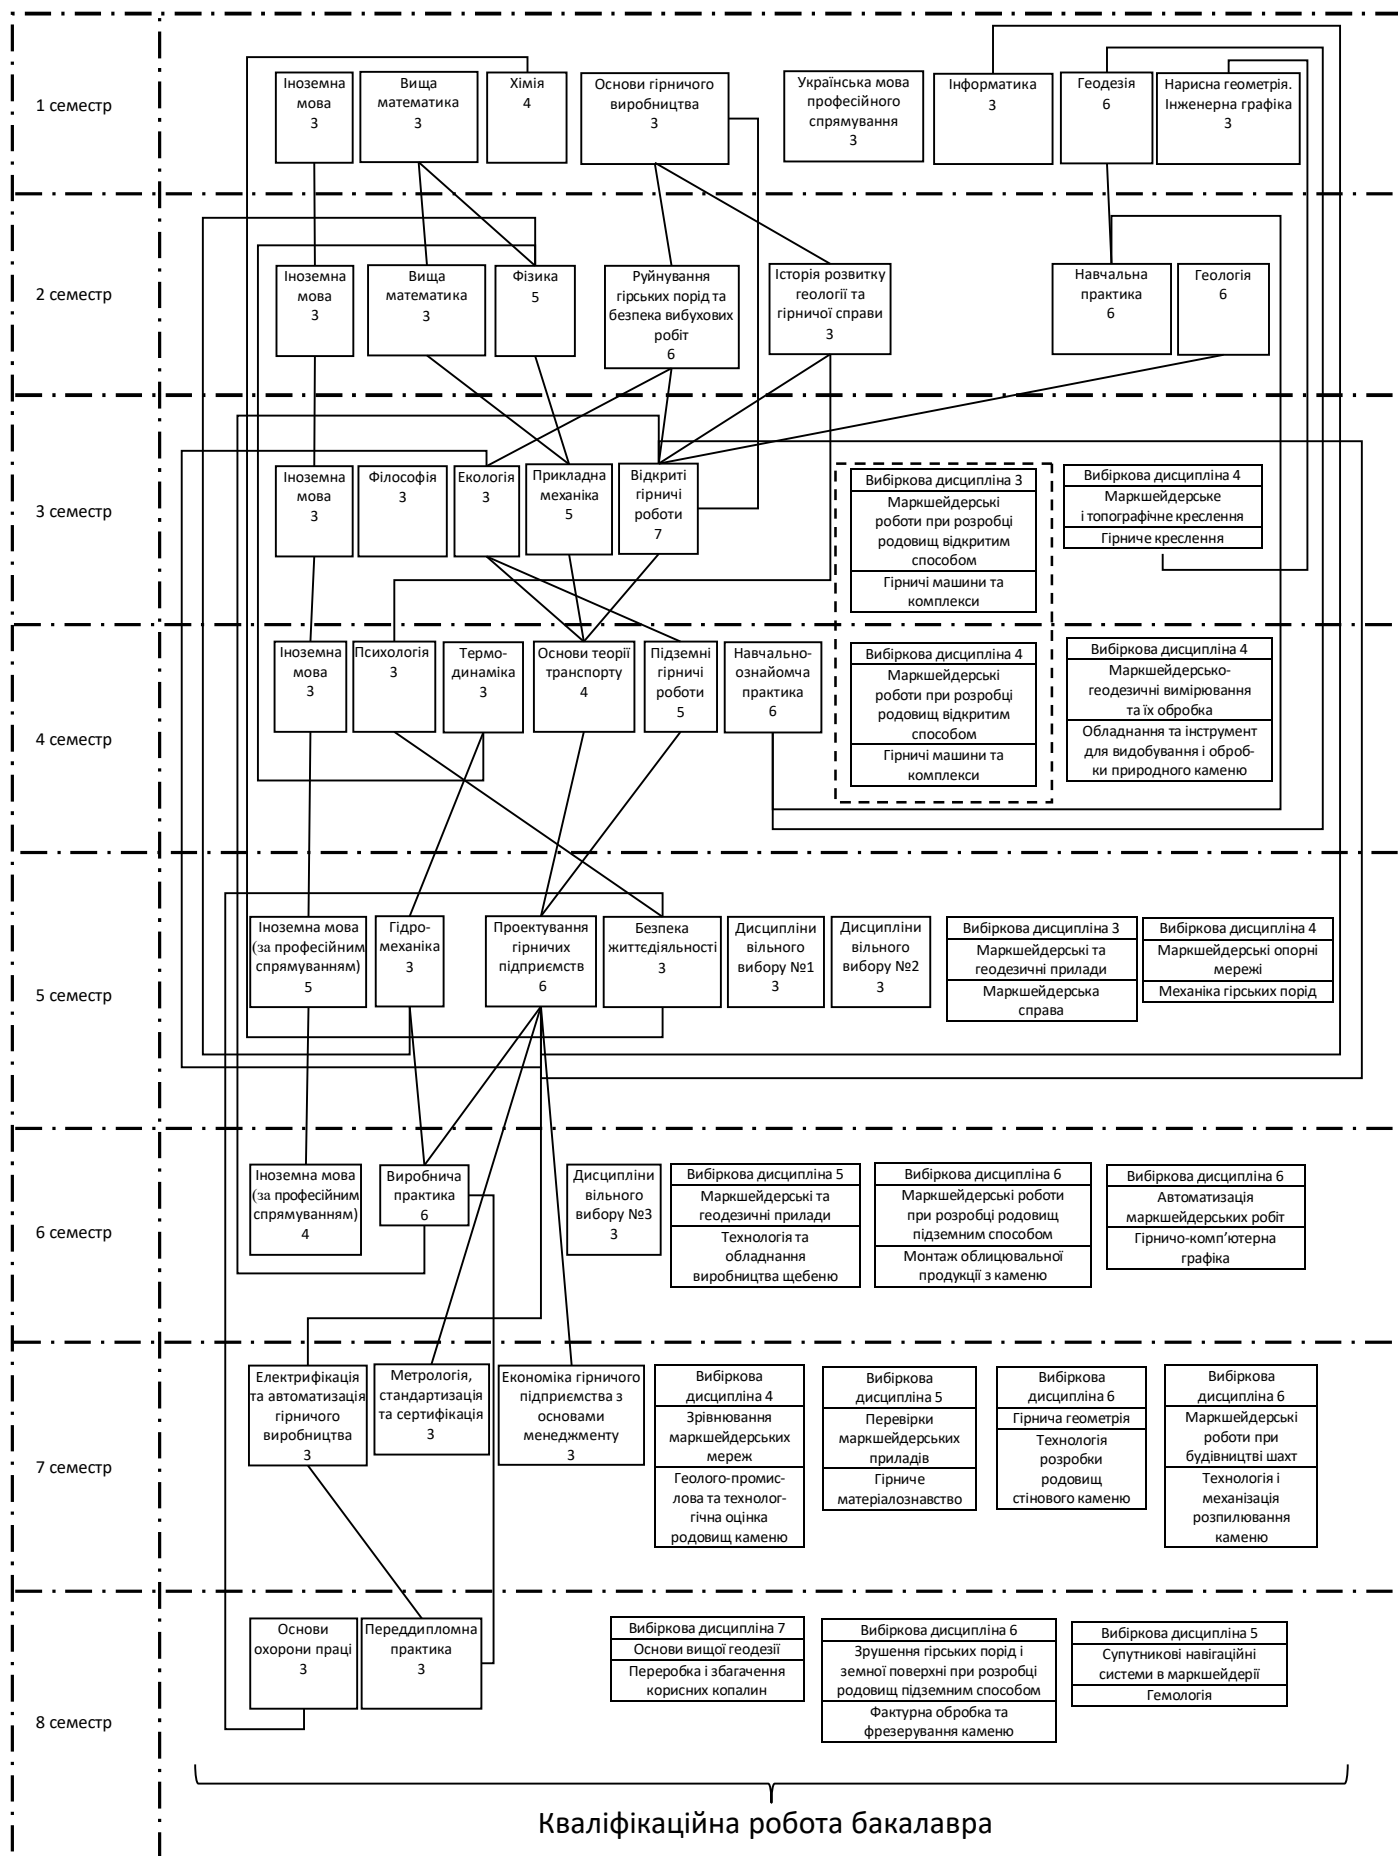 1 семестр
Іноземна
мова
3
Вища
математика
3
Хімія
4
Основи гірничого
виробництва
3
Українська мова
професійного
спрямування
3
Інформатика
3
Геодезія
6
Нарисна геометрія.
Інженерна графіка
3
2 семестр
Іноземна
мова
3
Вища
математика
3
Фізика
5
Руйнування
гірських порід та
безпека вибухових
робіт
6
Історія розвитку
геології та
гірничої справи
3
Навчальна
практика
6
Геологія
6
3 семестр
Іноземна
мова
3
Філософія
3
Екологія
3
Прикладна
механіка
5
Відкриті
гірничі
роботи
7
Вибіркова дисципліна 3
Маркшейдерські
роботи при розробці
родовищ відкритим
способом
Гірничі машини та
комплекси
Вибіркова дисципліна 4
Маркшейдерське
і топографічне креслення
Гірниче креслення
4 семестр
Іноземна
мова
3
Психологія
3
Термо-
динаміка
3
Основи теорії
транспорту
4
Підземні
гірничі
роботи
5
Навчально-
ознайомча
практика
6
Вибіркова дисципліна 4
Маркшейдерські
роботи при розробці
родовищ відкритим
способом
Гірничі машини та
комплекси
Вибіркова дисципліна 4
Маркшейдерсько-
геодезичні вимірювання
та їх обробка
Обладнання та інструмент
для видобування і оброб-
ки природного каменю
5 семестр
Іноземна мова
(за професійним
спрямуванням)
5
Гідро-
механіка
3
Проектування
гірничих
підприємств
6
Безпека
життєдіяльності
3
Дисципліни
вільного
вибору №1
3
Дисципліни
вільного
вибору №2
3
Вибіркова дисципліна 3
Маркшейдерські та
геодезичні прилади
Маркшейдерська
справа
Вибіркова дисципліна 4
Маркшейдерські опорні
мережі
Механіка гірських порід
6 семестр
Іноземна мова
(за професійним
спрямуванням)
4
Виробнича
практика
6
Дисципліни
вільного
вибору №3
3
Вибіркова дисципліна 5
Маркшейдерські та
геодезичні прилади
Технологія та
обладнання
виробництва щебеню
Вибіркова дисципліна 6
Маркшейдерські роботи
при розробці родовищ
підземним способом
Монтаж облицювальної
продукції з каменю
Вибіркова дисципліна 6
Автоматизація
маркшейдерських робіт
Гірничо-комп’ютерна
графіка
7 семестр
Електрифікація
та автоматизація
гірничого
виробництва
3
Метрологія,
стандартизація
та сертифікація
3
Економіка гірничого
підприємства з
основами
менеджменту
3
Вибіркова
дисципліна 4
Зрівнювання
маркшейдерських
мереж
Геолого-промис-
лова та технолог-
гічна оцінка
родовищ каменю
Вибіркова
дисципліна 5
Перевірки
маркшейдерських
приладів
Гірниче
матеріалознавство
Вибіркова
дисципліна 6
Гірнича геометрія
Технологія
розробки
родовищ
стінового каменю
Вибіркова
дисципліна 6
Маркшейдерські
роботи при
будівництві шахт
Технологія і
механізація
розпилювання
каменю
8 семестр
Основи
охорони праці
3
Переддипломна
практика
3
Вибіркова дисципліна 7
Основи вищої геодезії
Переробка і збагачення
корисних копалин
Вибіркова дисципліна 6
Зрушення гірських порід і
земної поверхні при розробці
родовищ підземним способом
Фактурна обробка та
фрезерування каменю
Вибіркова дисципліна 5
Супутникові навігаційні
системи в маркшейдерії
Гемологія
Кваліфікаційна робота бакалавра